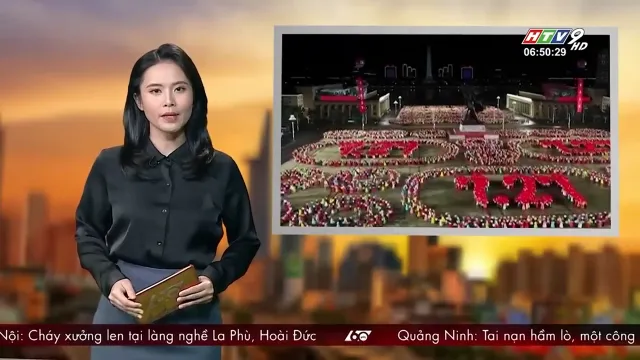 HTV9 HD
06:50:29
Nội: Cháy xưởng len tại làng nghề La Phù, Hoài Đức 60 Quảng Ninh: Tai nạn hầm lò, một công